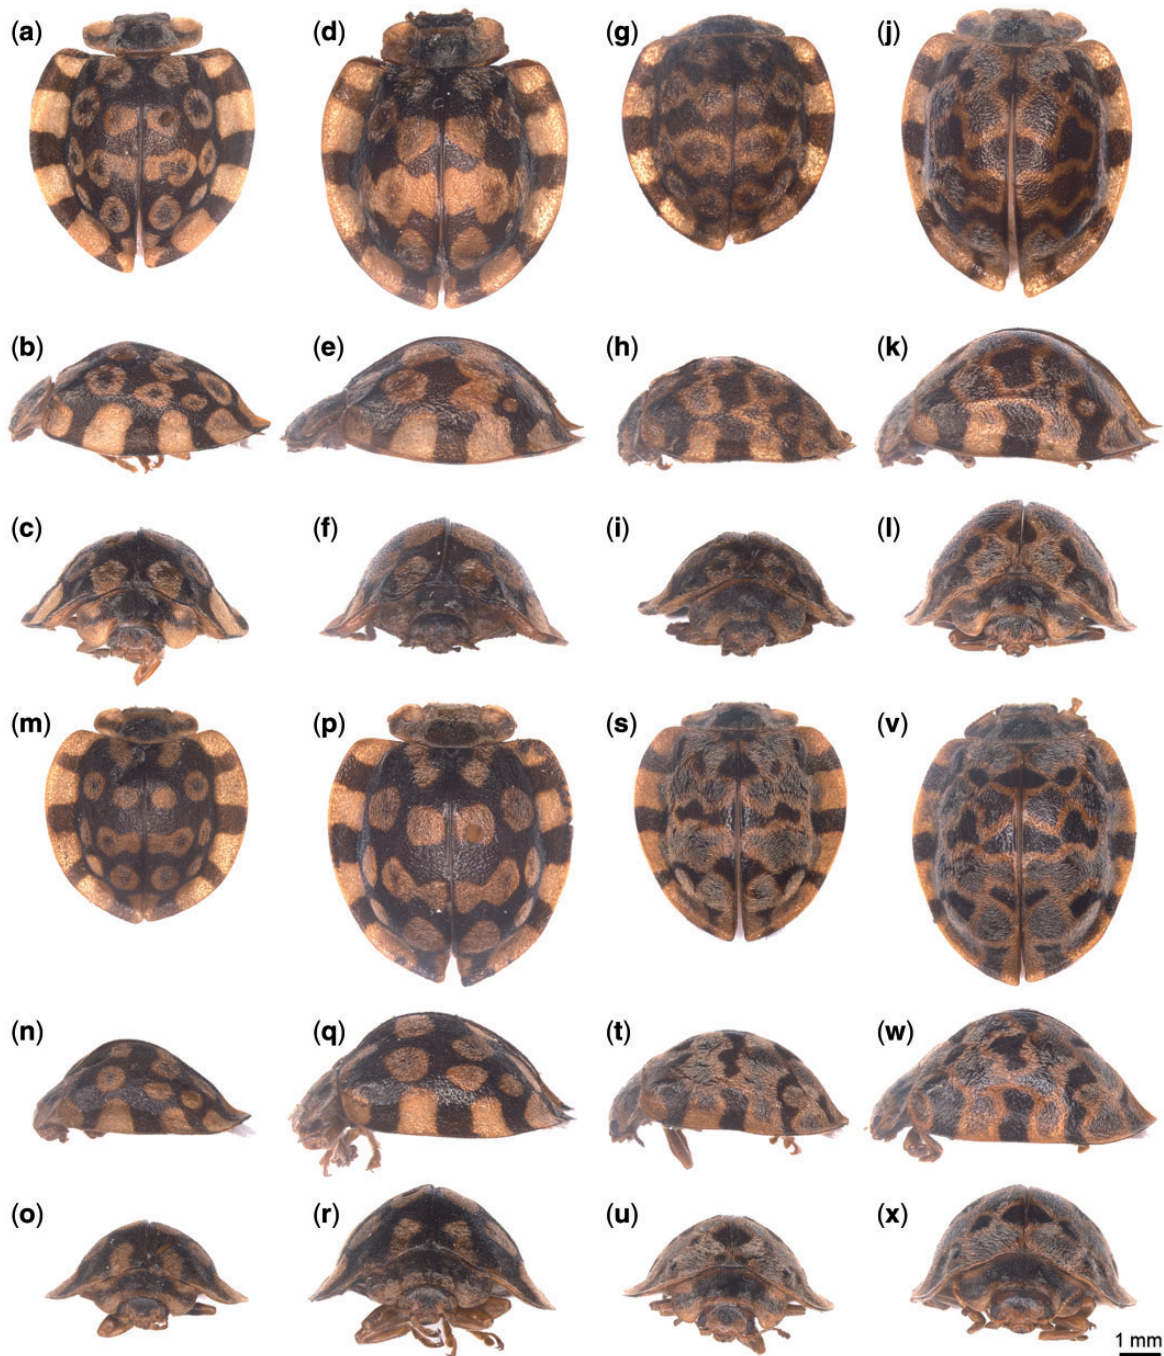 (a) (d) (g) (j)
(b) (e) (h) (k)
(c) (f) (i) (l)
(m) (p) (s) (v)
(n) (q) (t) (w)
(o) (r) (u) (x)
1 mm